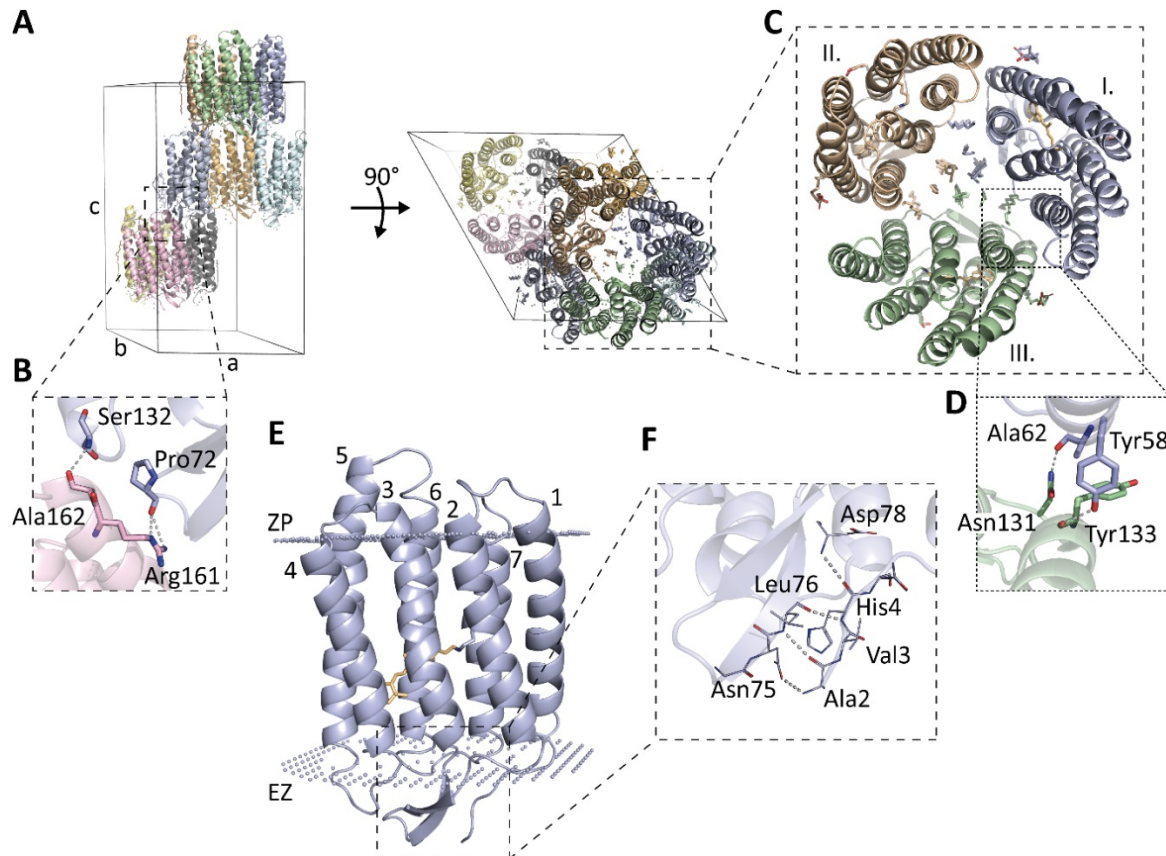 A
c
b
a
90°
C
II.
I.
III.
B
Ser132
Pro72
Ala162
Arg161
E
5
3
6
2
1
ZP
4
7
EZ
F
Asp78
Leu76
His4
Val3
Asn75
Ala2
D
Ala62
Tyr58
Asn131
Tyr133